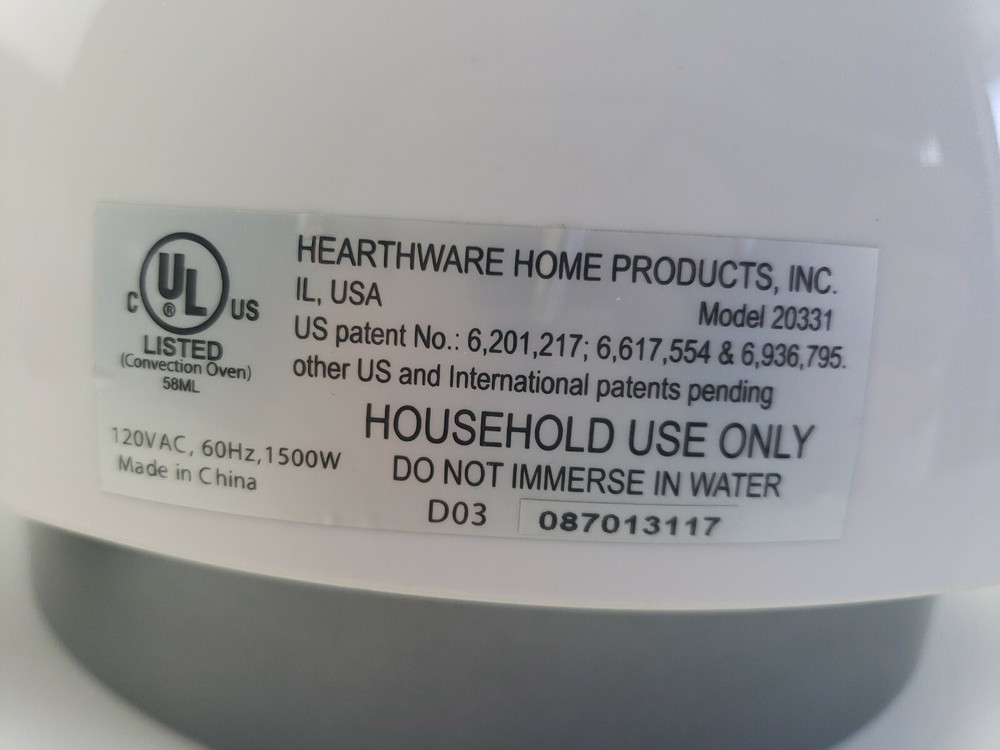 C UL ® US
LISTED
(Convection Oven)
58ML
120VAC, 60Hz,1500W
Made in China
HEARTHWARE HOME PRODUCTS, INC.
IL, USA
Model 20331
US patent No.: 6,201,217; 6,617,554 & 6,936,795.
other US and International patents pending
HOUSEHOLD USE ONLY
DO NOT IMMERSE IN WATER
D03 087013117